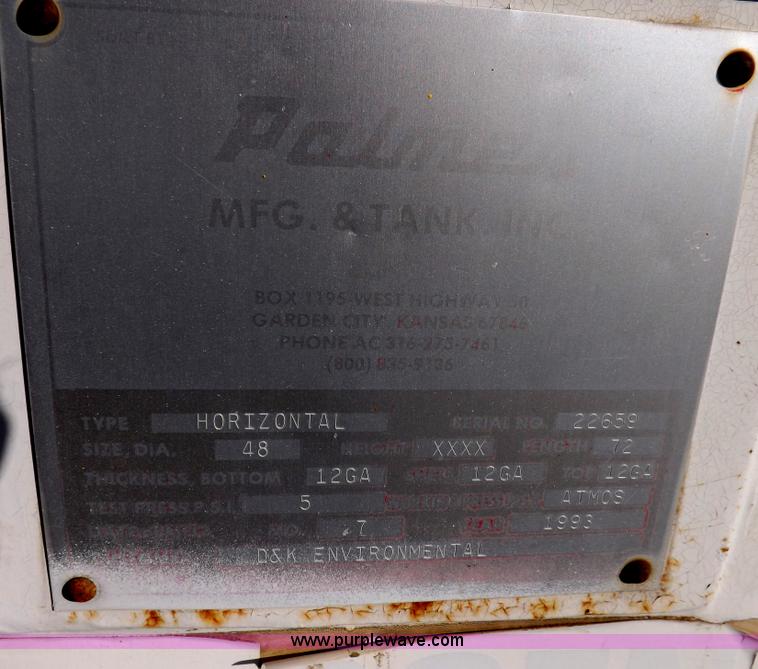 Palmer
MFG. & TANK, INC.
BOX 1195 WEST HIGHWAY 50
GARDEN CITY, KANSAS 67846
PHONE AC 316-275-7461
(800) 835-9136
TYPE HORIZONTAL SERIAL NO. 22659
SIZE, DIA. 48 HEIGHT XXXX LENGTH 72
THICKNESS, BOTTOM 12GA 12GA TOP 12GA
TEST PRESS P.S.I. 5 ATMOS
NO. .7 1993
D&K ENVIRONMENTAL
www.purplewave.com